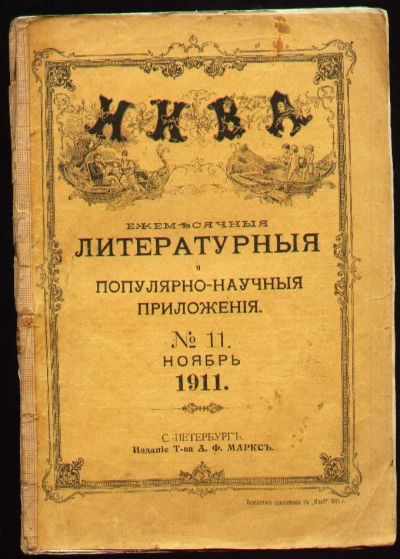 НИВА
ЕЖЕМѢСЯЧНЫЯ
ЛИТЕРАТУРНЫЯ
и
ПОПУЛЯРНО-НАУЧНЫЯ
ПРИЛОЖЕНІЯ.
№ 11.
НОЯБРЬ
1911.
С.-ПЕТЕРБУРГЪ.
Изданіе Т-ва А. Ф. МАРКСЪ.